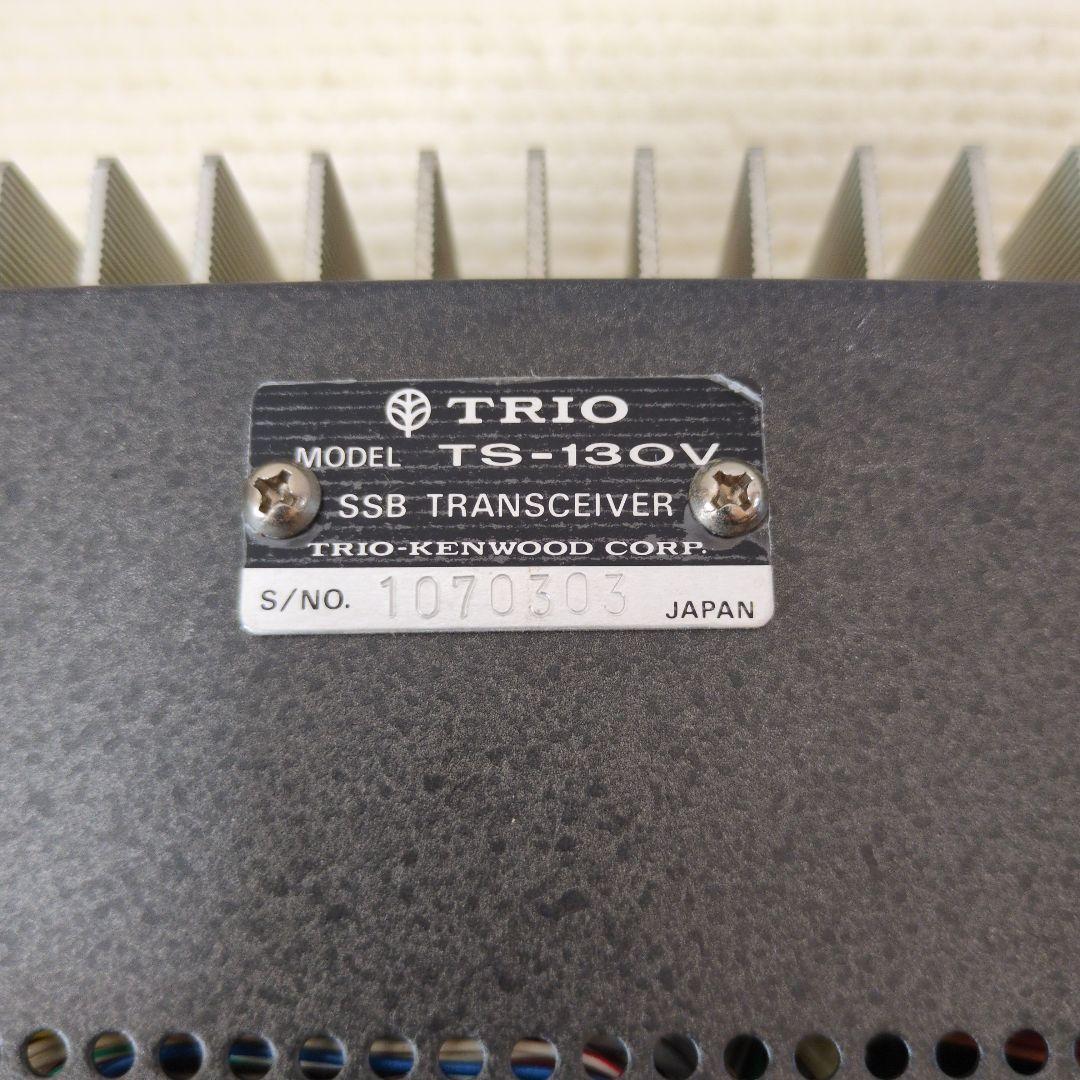 TRIO
MODEL TS-130V
SSB TRANSCEIVER
TRIO-KENWOOD CORP.
S/NO. 1070303 JAPAN